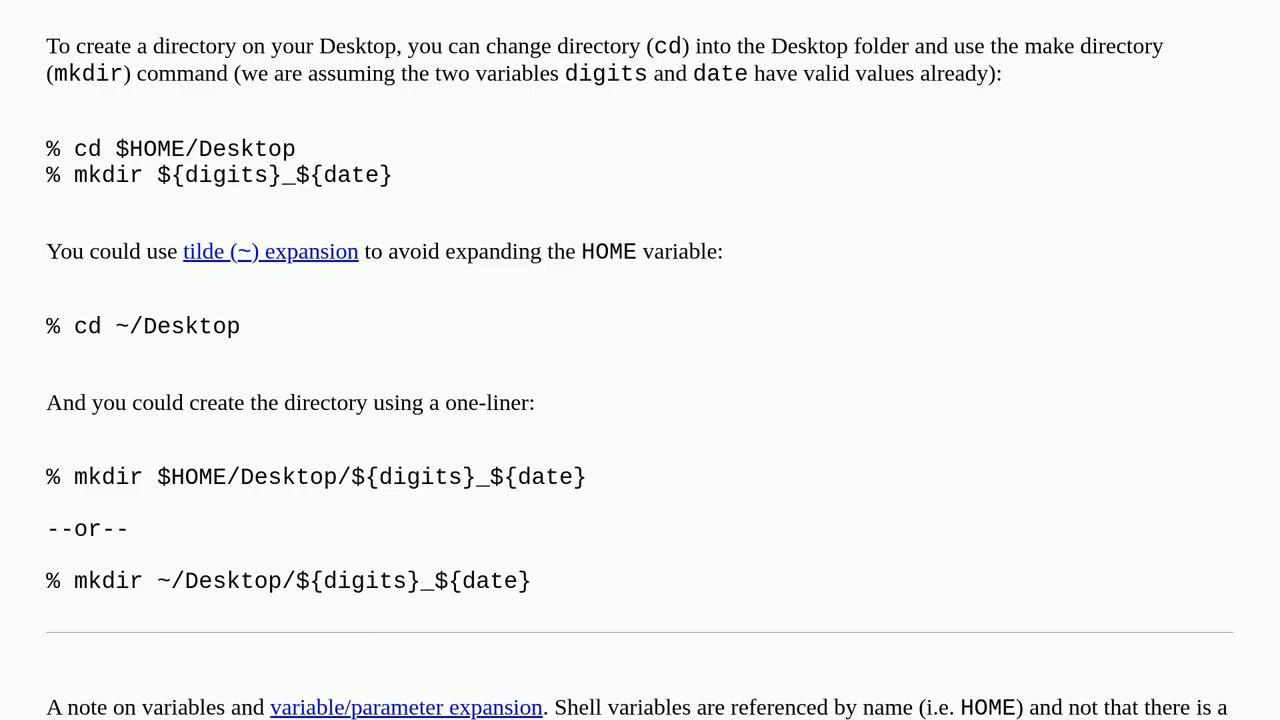 To create a directory on your Desktop, you can change directory (cd) into the Desktop folder and use the make directory
(mkdir) command (we are assuming the two variables digits and date have valid values already):
% cd $HOME/Desktop
% mkdir ${digits}_${date}
You could use tilde (~) expansion to avoid expanding the HOME variable:
% cd ~/Desktop
And you could create the directory using a one-liner:
% mkdir $HOME/Desktop/${digits}_${date}
--or--
% mkdir ~/Desktop/${digits}_${date}
A note on variables and variable/parameter expansion. Shell variables are referenced by name (i.e. HOME) and not that there is a